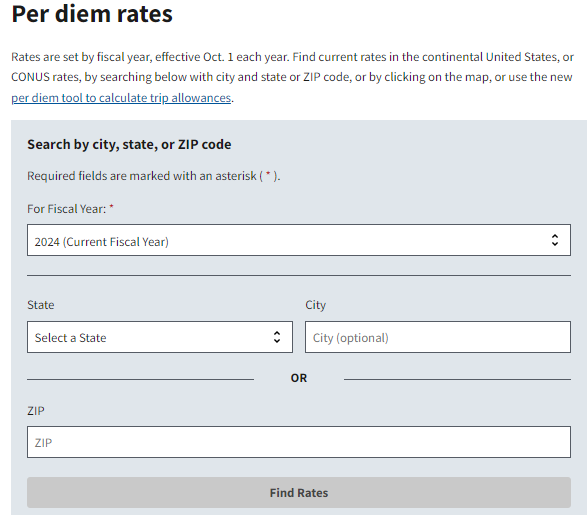 Per diem rates
Rates are set by fiscal year, effective Oct. 1 each year. Find current rates in the continental United States, or
CONUS rates, by searching below with city and state or ZIP code, or by clicking on the map, or use the new
per diem tool to calculate trip allowances.
Search by city, state, or ZIP code
Required fields are marked with an asterisk ( * ).
For Fiscal Year: *
2024 (Current Fiscal Year)
State City
Select a State City (optional)
OR
ZIP
ZIP
Find Rates